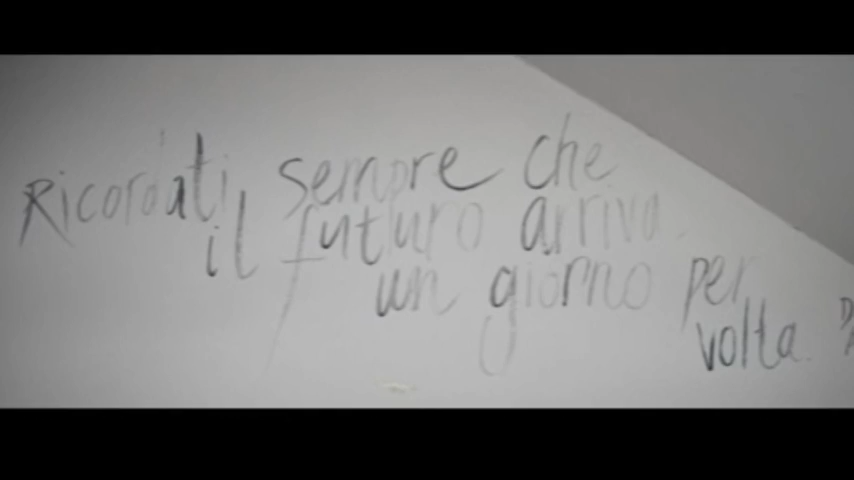 Ricordati sempre che
il futuro arriva
un giorno per
volta.